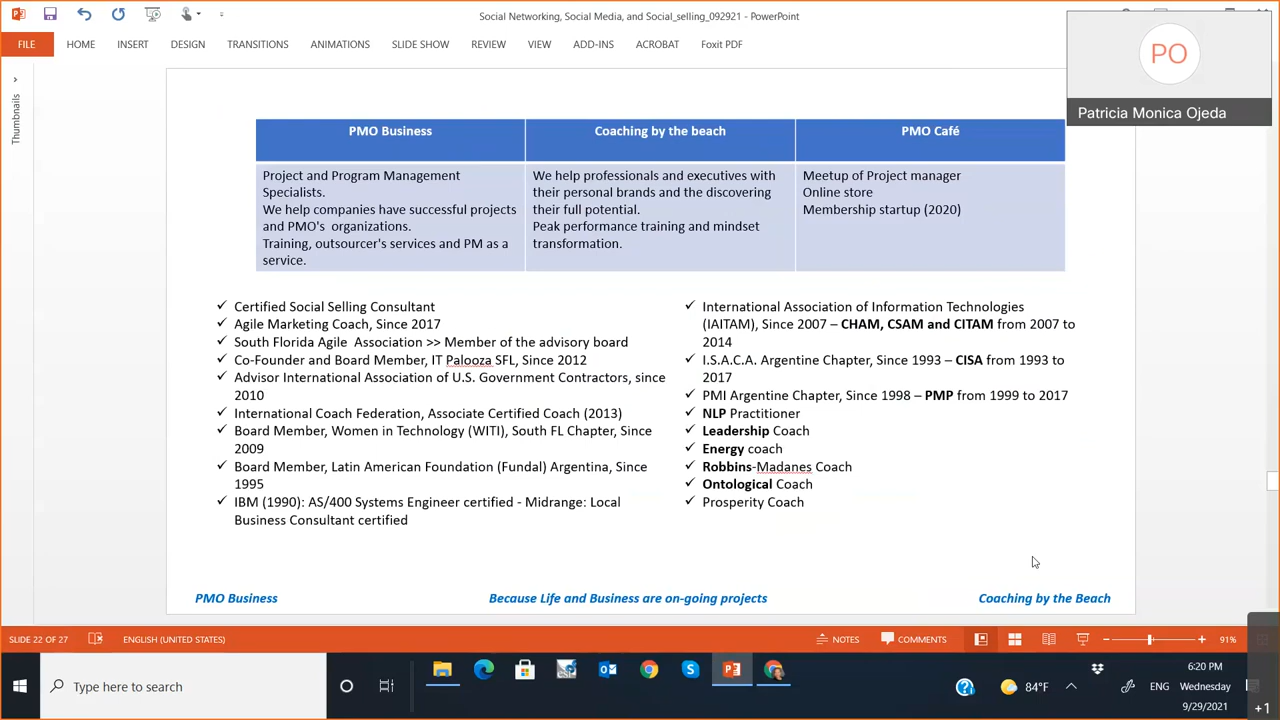 Social Networking, Social Media, and Social_selling_092921 - PowerPoint
FILE HOME INSERT DESIGN TRANSITIONS ANIMATIONS SLIDE SHOW REVIEW VIEW ADD-INS ACROBAT Foxit PDF
PO
Patricia Monica Ojeda
Thumbnails
PMO Business
Project and Program Management
Specialists.
We help companies have successful projects
and PMO's organizations.
Training, outsourcer's services and PM as a
service.
Coaching by the beach
We help professionals and executives with
their personal brands and the discovering
their full potential.
Peak performance training and mindset
transformation.
PMO Café
Meetup of Project manager
Online store
Membership startup (2020)
✓ Certified Social Selling Consultant
✓ Agile Marketing Coach, Since 2017
✓ South Florida Agile Association >> Member of the advisory board
✓ Co-Founder and Board Member, IT Palooza SFL, Since 2012
✓ Advisor International Association of U.S. Government Contractors, since
2010
✓ International Coach Federation, Associate Certified Coach (2013)
✓ Board Member, Women in Technology (WITI), South FL Chapter, Since
2009
✓ Board Member, Latin American Foundation (Fundal) Argentina, Since
1995
✓ IBM (1990): AS/400 Systems Engineer certified - Midrange: Local
Business Consultant certified
✓ International Association of Information Technologies
(IAITAM), Since 2007 – CHAM, CSAM and CITAM from 2007 to
2014
✓ I.S.A.C.A. Argentine Chapter, Since 1993 – CISA from 1993 to
2017
✓ PMI Argentine Chapter, Since 1998 – PMP from 1999 to 2017
✓ NLP Practitioner
✓ Leadership Coach
✓ Energy coach
✓ Robbins-Madanes Coach
✓ Ontological Coach
✓ Prosperity Coach
PMO Business Because Life and Business are on-going projects Coaching by the Beach
SLIDE 22 OF 27 ENGLISH (UNITED STATES) NOTES COMMENTS 91%
Type here to search 84°F ENG 6:20 PM
Wednesday
9/29/2021
+1